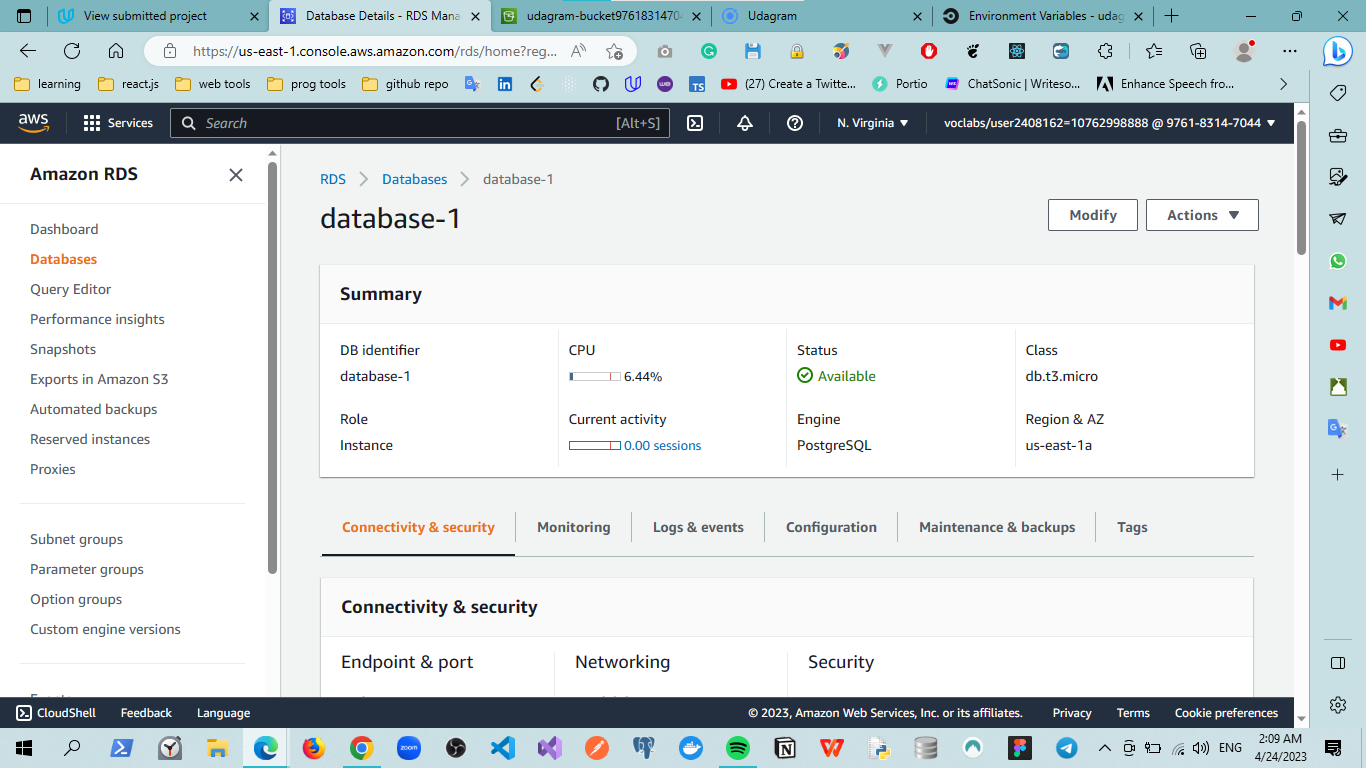 View submitted project
Database Details - RDS Mana
udagram-bucket97618314704
Udagram
Environment Variables - udag
https://us-east-1.console.aws.amazon.com/rds/home?reg...
learning
react.js
web tools
prog tools
github repo
(27) Create a Twitte...
Portio
ChatSonic | Writeso...
Enhance Speech fro...
aws
Services
Search
[Alt+S]
N. Virginia
voclabs/user2408162=10762998888 @ 9761-8314-7044
Amazon RDS
Dashboard
Databases
Query Editor
Performance insights
Snapshots
Exports in Amazon S3
Automated backups
Reserved instances
Proxies
Subnet groups
Parameter groups
Option groups
Custom engine versions
RDS
Databases
database-1
database-1
Modify
Actions
Summary
DB identifier
database-1
CPU
6.44%
Status
Available
Class
db.t3.micro
Role
Instance
Current activity
0.00 sessions
Engine
PostgreSQL
Region & AZ
us-east-1a
Connectivity & security
Monitoring
Logs & events
Configuration
Maintenance & backups
Tags
Connectivity & security
Endpoint & port
Networking
Security
CloudShell
Feedback
Language
© 2023, Amazon Web Services, Inc. or its affiliates.
Privacy
Terms
Cookie preferences
ENG
2:09 AM
4/24/2023